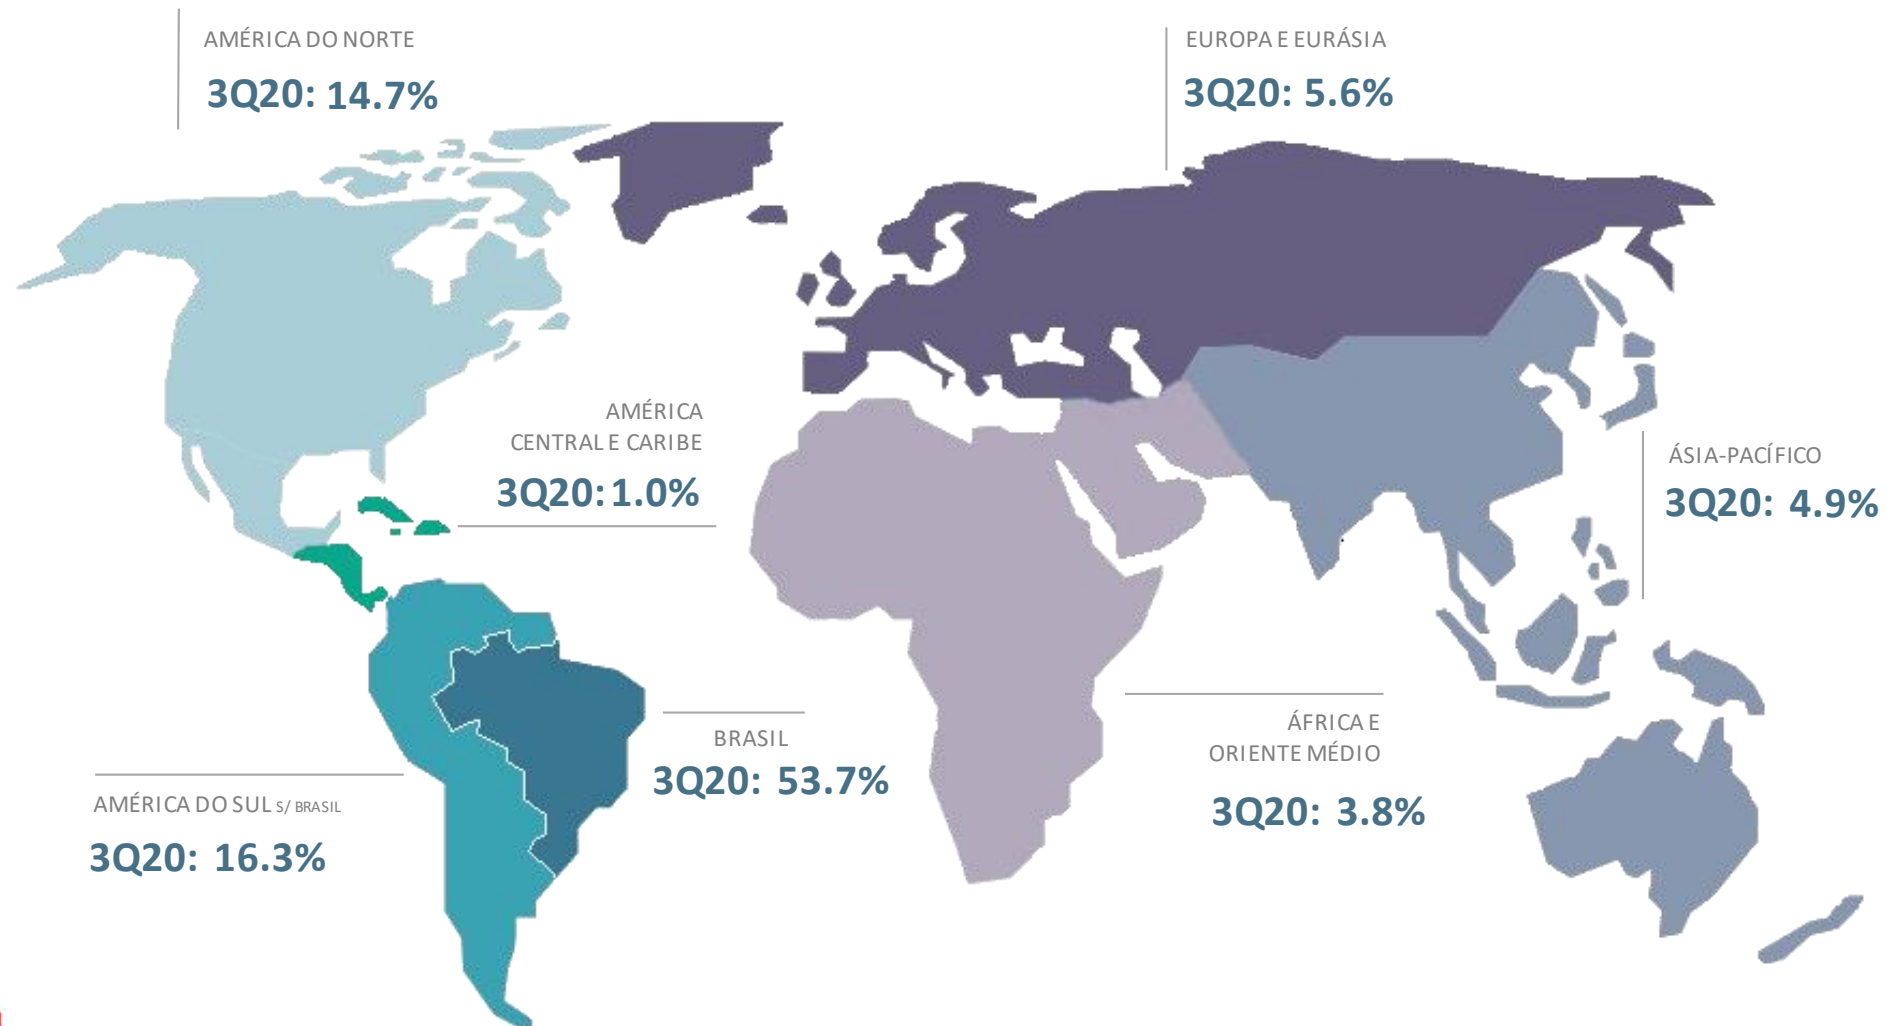 AMÉRICA DO NORTE
3Q20: 14.7%
EUROPA E EURÁSIA
3Q20: 5.6%
AMÉRICA
CENTRAL E CARIBE
3Q20: 1.0%
ÁSIA-PACÍFICO
3Q20: 4.9%
BRASIL
3Q20: 53.7%
ÁFRICA E
ORIENTE MÉDIO
3Q20: 3.8%
AMÉRICA DO SUL S/ BRASIL
3Q20: 16.3%